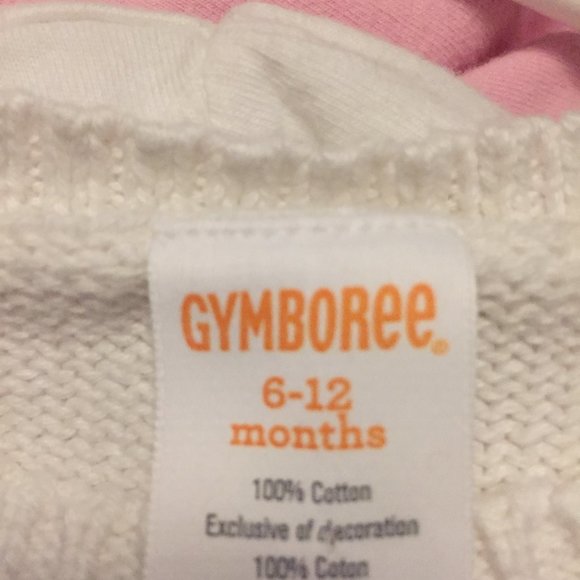 GYMBOREE®
6-12
months
100% Cotton
Exclusive of decoration
100% Coton